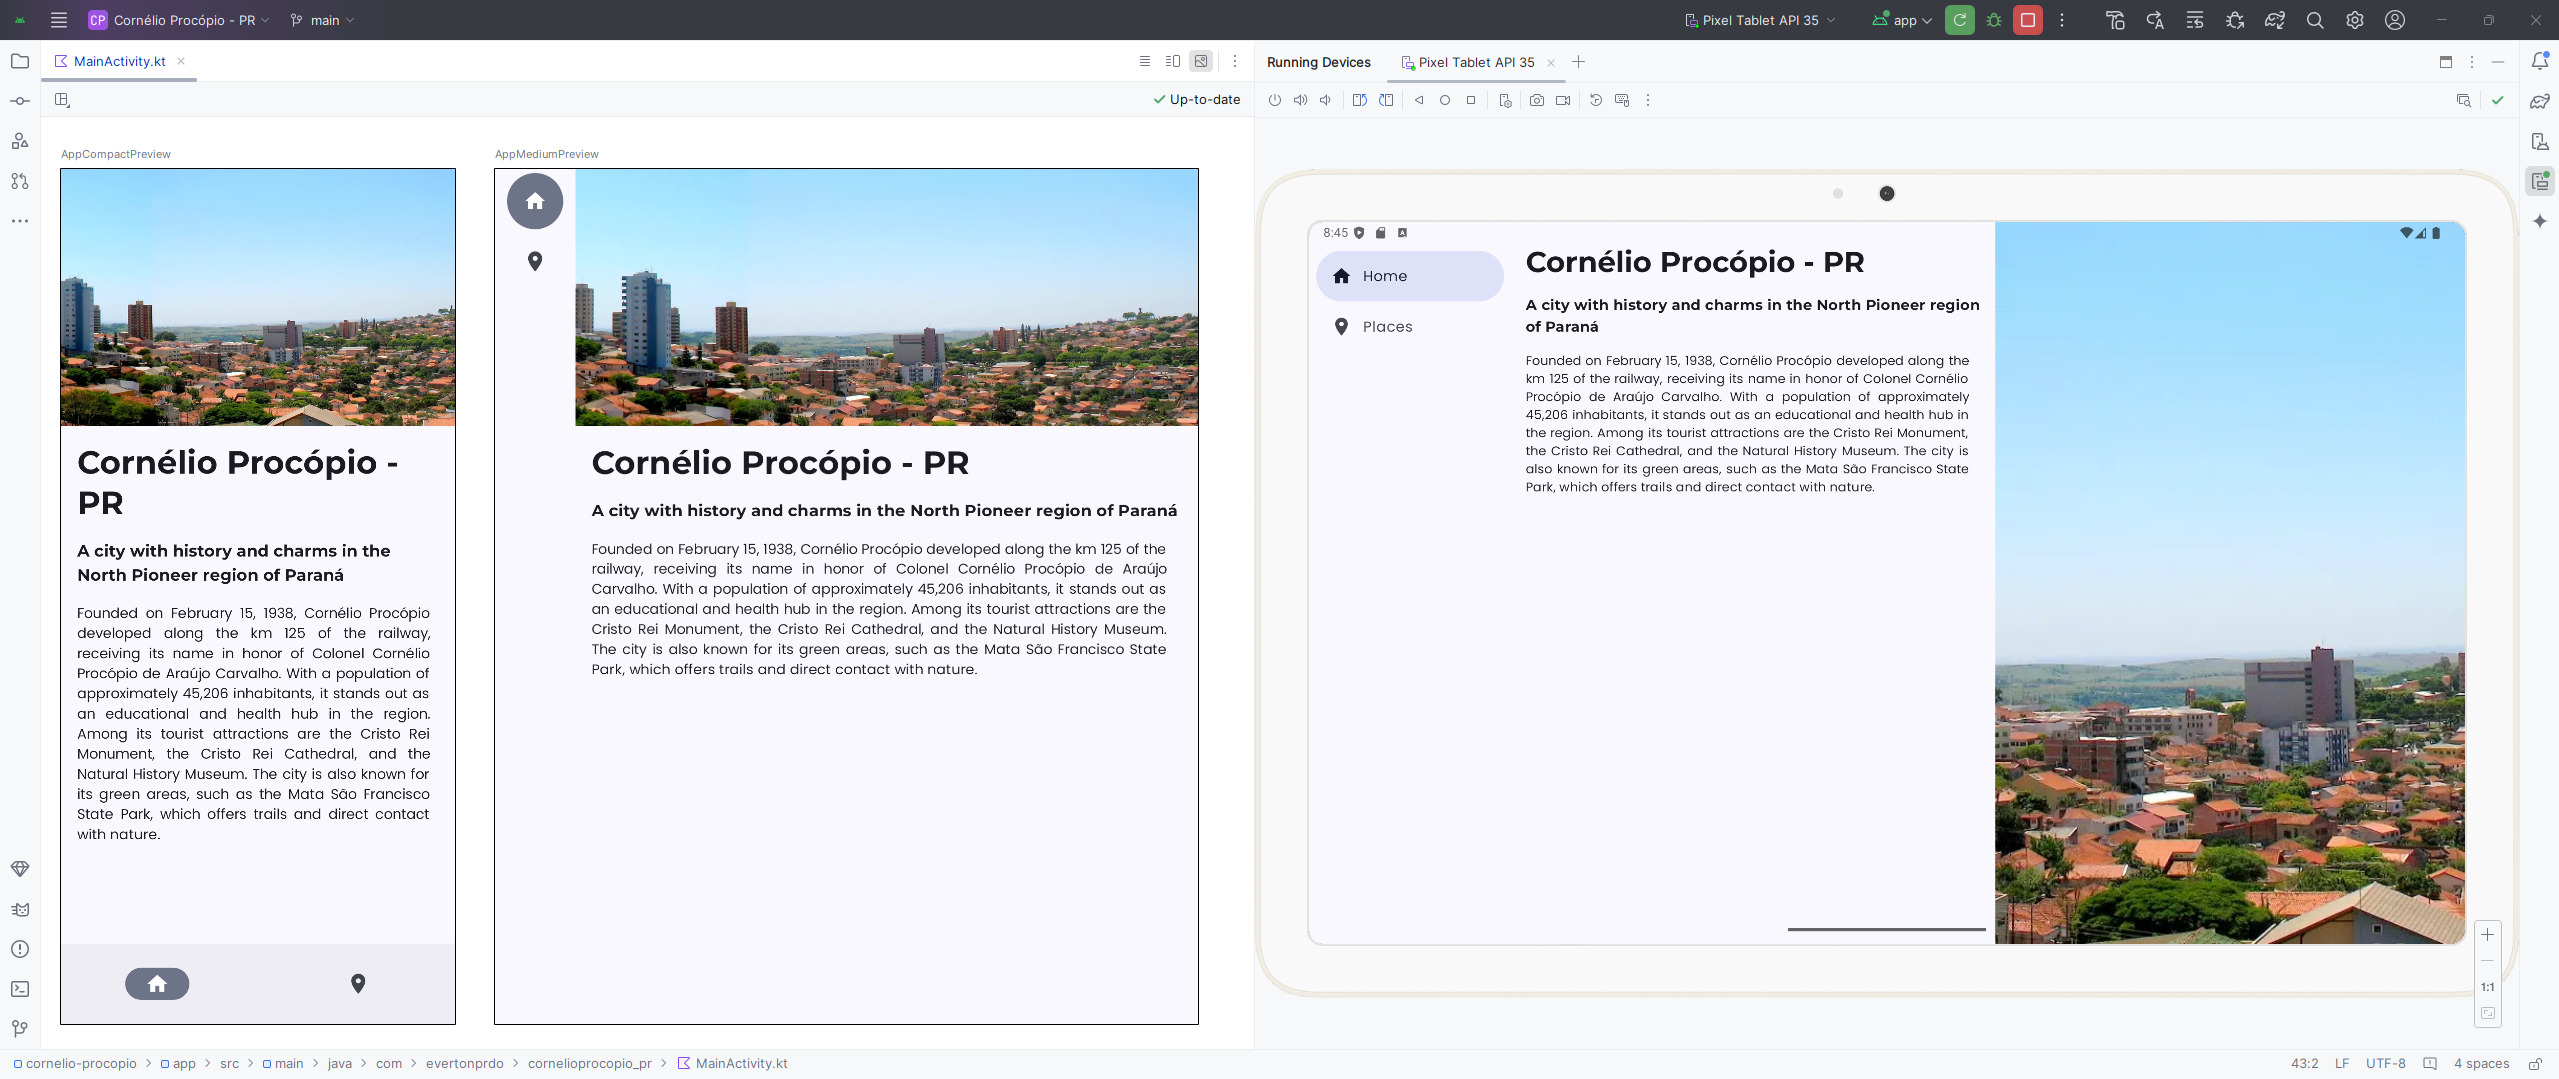 CP Cornélio Procópio - PR
main
Pixel Tablet API 35
app
MainActivity.kt
Running Devices
Pixel Tablet API 35
Up-to-date
AppCompactPreview
Cornélio Procópio -
PR
A city with history and charms in the
North Pioneer region of Paraná
Founded on February 15, 1938, Cornélio Procópio
developed along the km 125 of the railway,
receiving its name in honor of Colonel Cornélio
Procópio de Araújo Carvalho. With a population of
approximately 45,206 inhabitants, it stands out as
an educational and health hub in the region.
Among its tourist attractions are the Cristo Rei
Monument, the Cristo Rei Cathedral, and the
Natural History Museum. The city is also known for
its green areas, such as the Mata São Francisco
State Park, which offers trails and direct contact
with nature.
AppMediumPreview
Cornélio Procópio - PR
A city with history and charms in the North Pioneer region of Paraná
Founded on February 15, 1938, Cornélio Procópio developed along the km 125 of the
railway, receiving its name in honor of Colonel Cornélio Procópio de Araújo
Carvalho. With a population of approximately 45,206 inhabitants, it stands out as
an educational and health hub in the region. Among its tourist attractions are the
Cristo Rei Monument, the Cristo Rei Cathedral, and the Natural History Museum.
The city is also known for its green areas, such as the Mata São Francisco State
Park, which offers trails and direct contact with nature.
8:45
Home
Places
Cornélio Procópio - PR
A city with history and charms in the North Pioneer region
of Paraná
Founded on February 15, 1938, Cornélio Procópio developed along the
km 125 of the railway, receiving its name in honor of Colonel Cornélio
Procópio de Araújo Carvalho. With a population of approximately
45,206 inhabitants, it stands out as an educational and health hub in
the region. Among its tourist attractions are the Cristo Rei Monument,
the Cristo Rei Cathedral, and the Natural History Museum. The city is
also known for its green areas, such as the Mata São Francisco State
Park, which offers trails and direct contact with nature.
1:1
cornelio-procopio > app > src > main > java > com > evertonprdo > cornelioprocopio_pr > MainActivity.kt
43:2 LF UTF-8 4 spaces